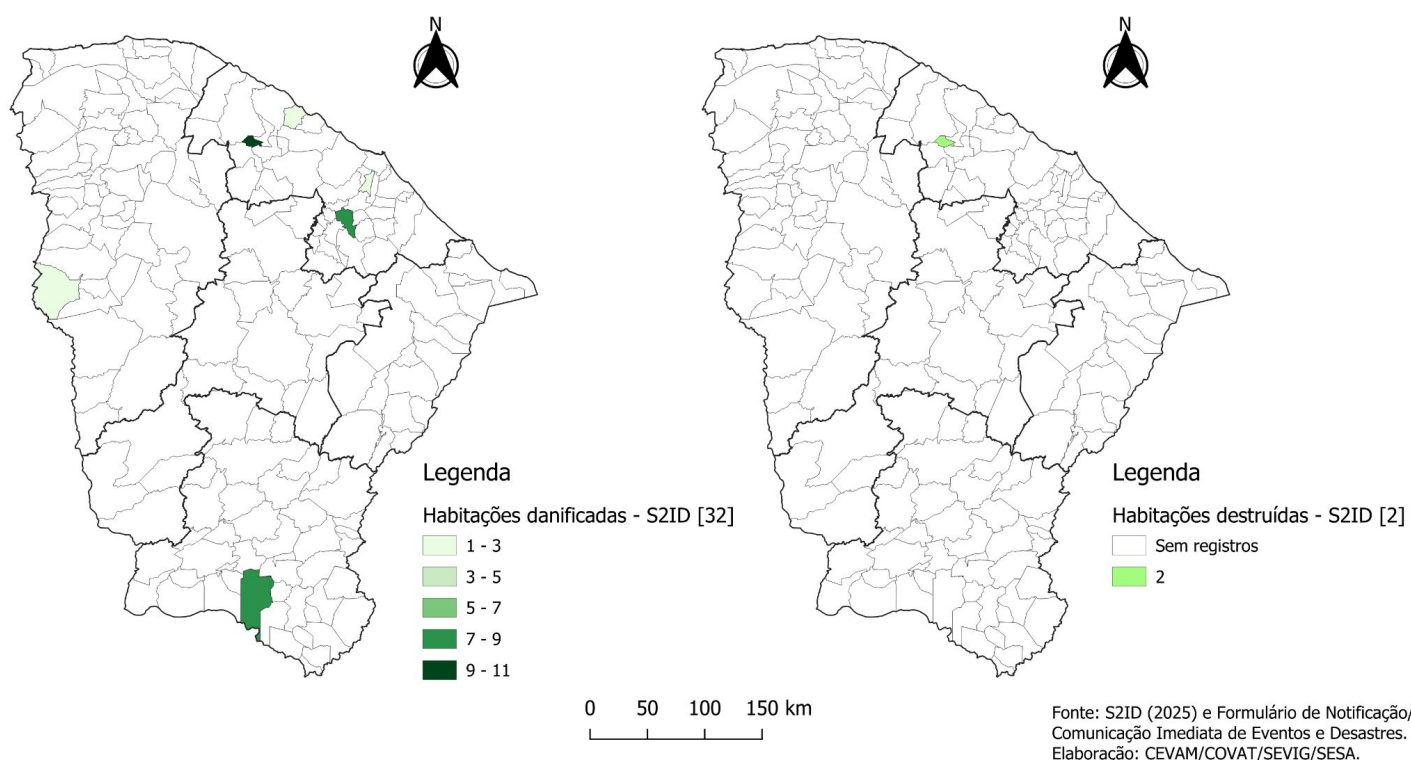 N
N
Legenda
Habitações danificadas - S2ID [32]
1 - 3
3 - 5
5 - 7
7 - 9
9 - 11
Legenda
Habitações destruídas - S2ID [2]
Sem registros
2
0 50 100 150 km
Fonte: S2ID (2025) e Formulário de Notificação/
Comunicação Imediata de Eventos e Desastres.
Elaboração: CEVAM/COVAT/SEVIG/SESA.